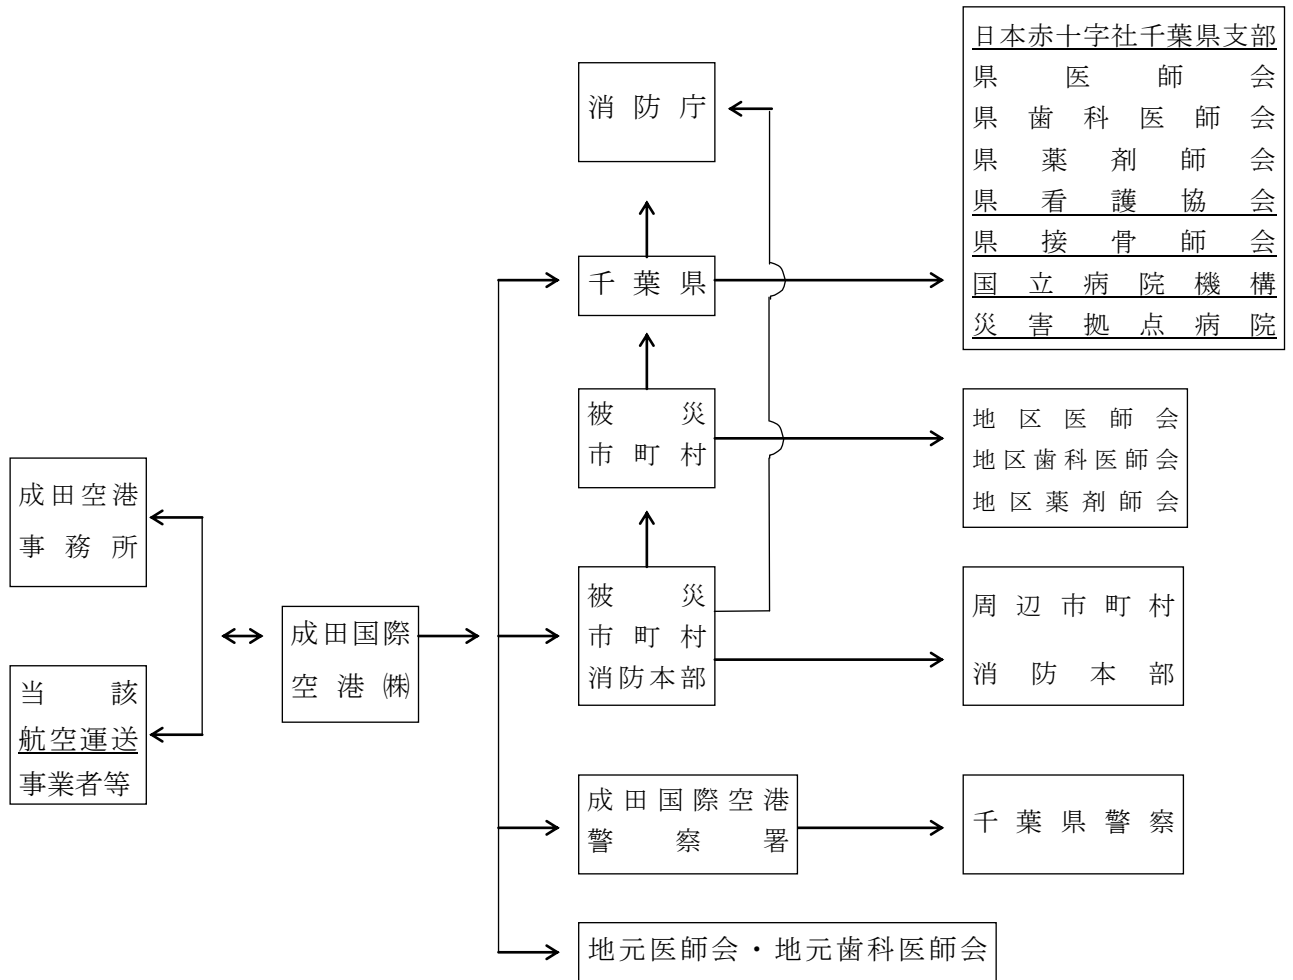 日本赤十字社千葉県支部
県医師会
県歯科医師会
県薬剤師会
県看護協会
県接骨師会
国立病院機構
災害拠点病院
消防庁
千葉県
被災
市町村
地区医師会
地区歯科医師会
地区薬剤師会
成田空港
事務所
成田国際
空港㈱
被災
市町村
消防本部
周辺市町村
消防本部
当該
航空運送
事業者等
成田国際空港
警察署
千葉県警察
地元医師会・地元歯科医師会